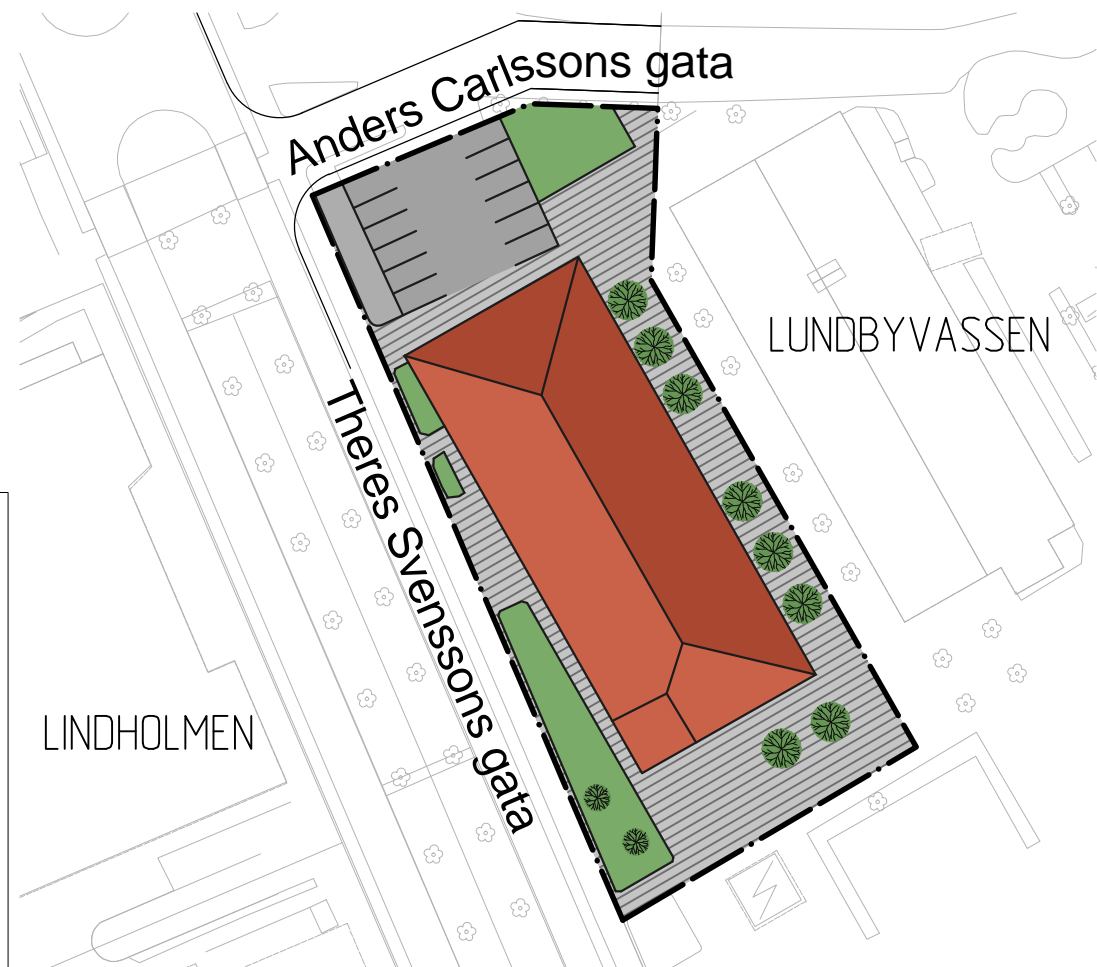 Anders Carlssons gata
LUNDBYVASSEN
Theres Svenssons gata
LINDHOLMEN